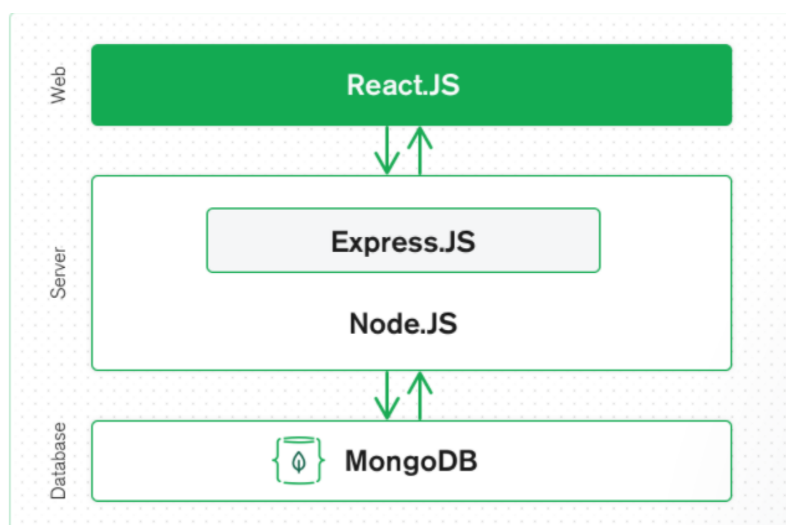 Web
React.JS
Server
Express.JS
Node.JS
Database
MongoDB